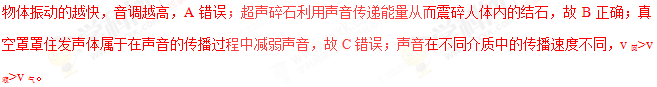 物体振动的越快，音调越高，A 错误；超声碎石利用声音传递能量从而震碎人体内的结石，故 B 正确；真
空罩罩住发声体属于在声音的传播过程中减弱声音，故 C 错误；声音在不同介质中的传播速度不同，v 固>v
液>v 气。